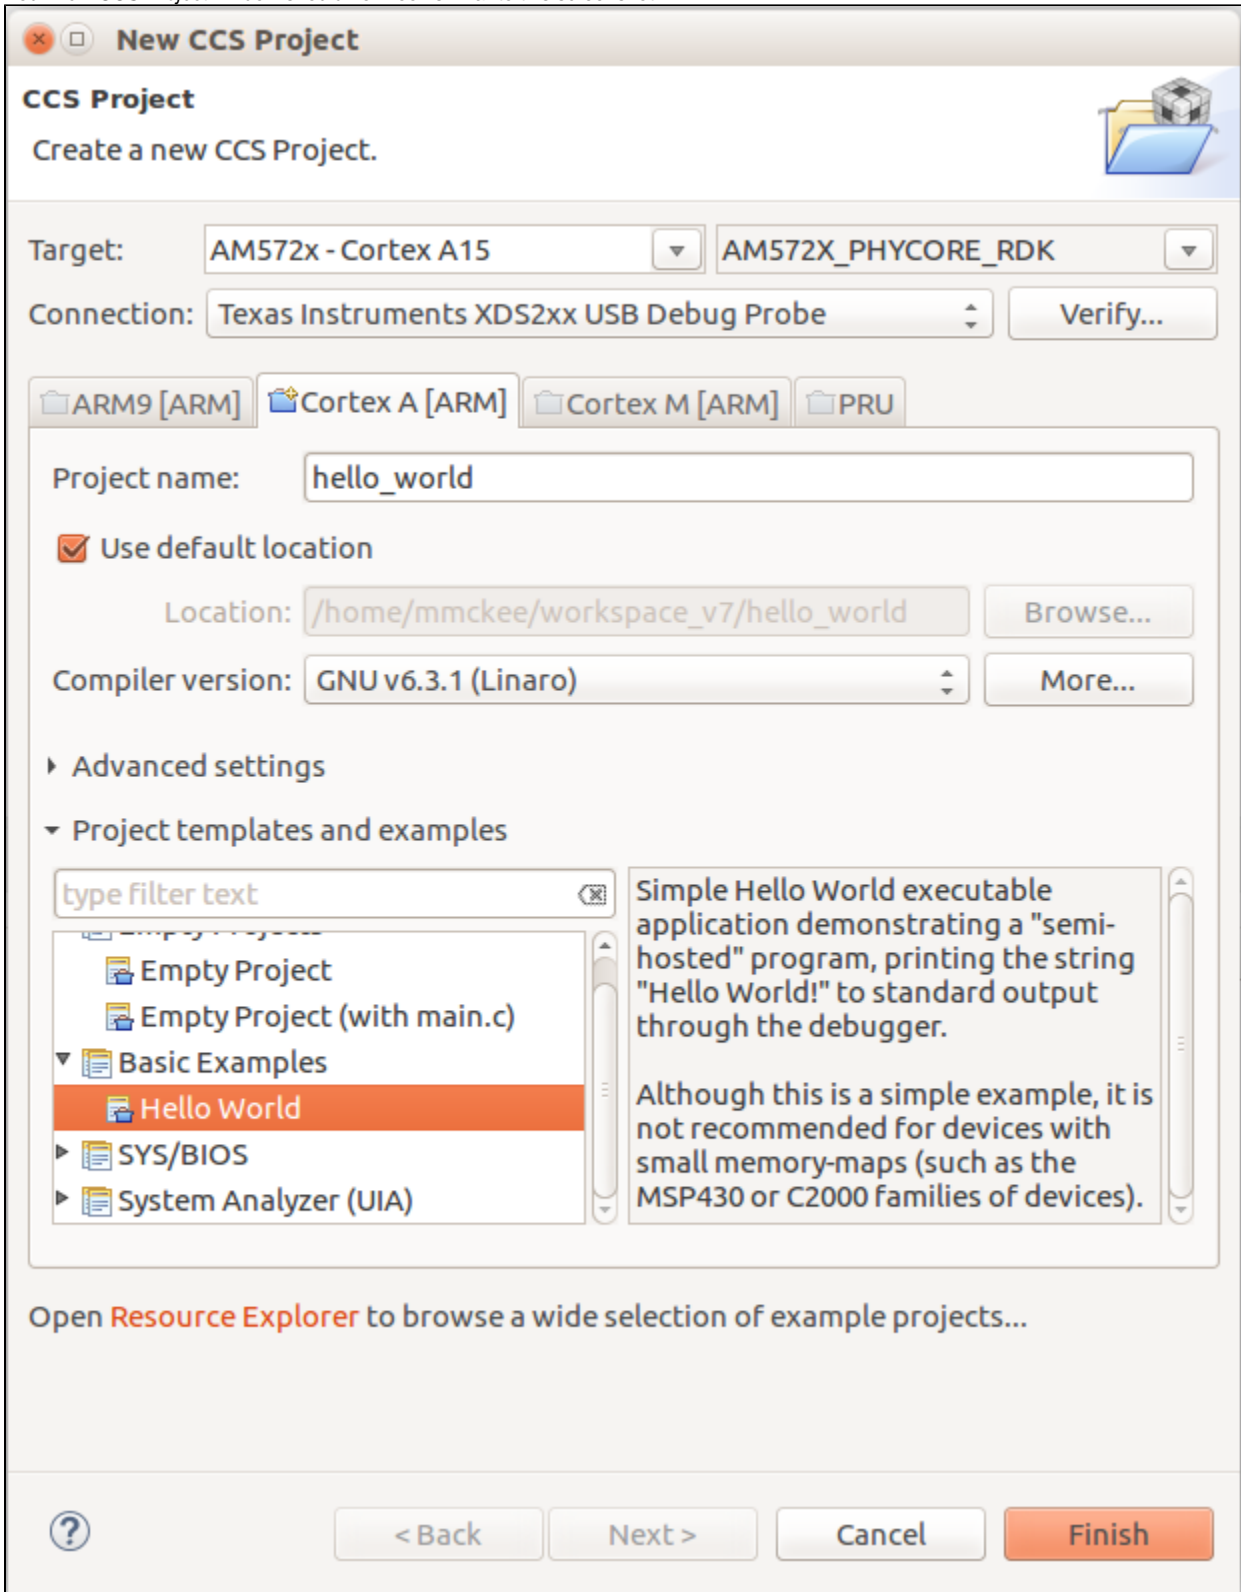 New CCS Project
CCS Project
Create a new CCS Project.
Target: AM572x - Cortex A15 AM572X_PHYCORE_RDK
Connection: Texas Instruments XDS2xx USB Debug Probe Verify...
ARM9 [ARM] Cortex A [ARM] Cortex M [ARM] PRU
Project name: hello_world
Use default location
Location: /home/mmckee/workspace_v7/hello_world Browse...
Compiler version: GNU v6.3.1 (Linaro) More...
Advanced settings
Project templates and examples
type filter text
Empty Projects
Empty Project
Empty Project (with main.c)
Basic Examples
Hello World
SYS/BIOS
System Analyzer (UIA)
Simple Hello World executable
application demonstrating a "semi-
hosted" program, printing the string
"Hello World!" to standard output
through the debugger.
Although this is a simple example, it is
not recommended for devices with
small memory-maps (such as the
MSP430 or C2000 families of devices).
Open Resource Explorer to browse a wide selection of example projects...
< Back Next > Cancel Finish